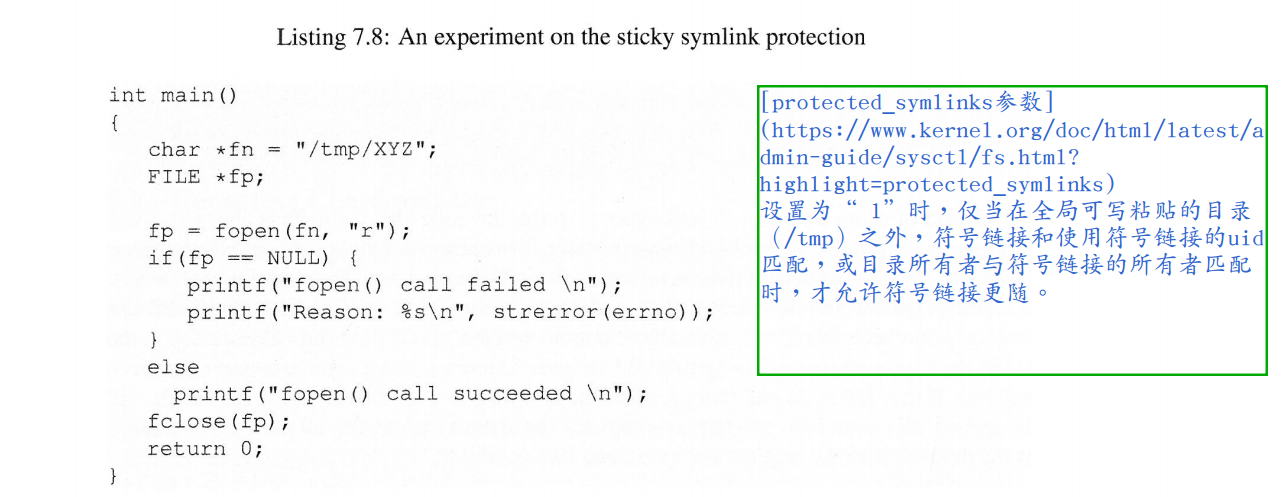 Listing 7.8: An experiment on the sticky symlink protection
int main()
{
char *fn = "/tmp/XYZ";
FILE *fp;
fp = fopen(fn, "r");
if(fp == NULL) {
printf("fopen() call failed \n");
printf("Reason: %s\n", strerror(errno));
}
else
printf("fopen() call succeeded \n");
fclose(fp);
return 0;
}
[protected_symlinks参数]
(https://www.kernel.org/doc/html/latest/a
dmin-guide/sysctl/fs.html?
highlight=protected_symlinks)
设置为“ 1”时，仅当在全局可写粘贴的目录
（/tmp）之外，符号链接和使用符号链接的uid
匹配，或目录所有者与符号链接的所有者匹配
时，才允许符号链接更随。